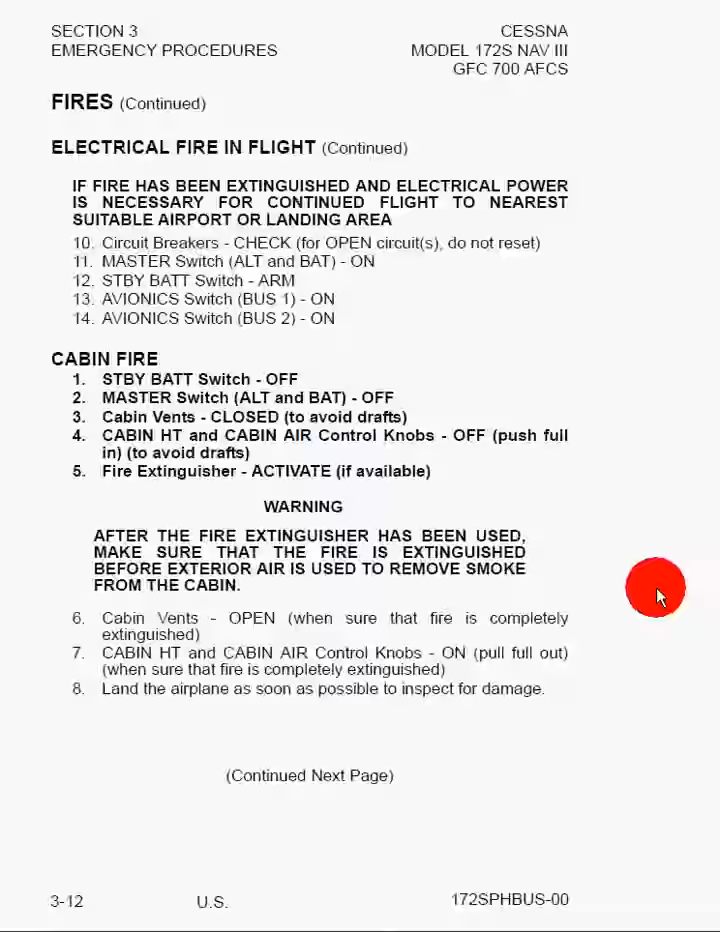 SECTION 3
EMERGENCY PROCEDURES
CESSNA
MODEL 172S NAV III
GFC 700 AFCS
FIRES (Continued)
ELECTRICAL FIRE IN FLIGHT (Continued)
IF FIRE HAS BEEN EXTINGUISHED AND ELECTRICAL POWER
IS NECESSARY FOR CONTINUED FLIGHT TO NEAREST
SUITABLE AIRPORT OR LANDING AREA
10. Circuit Breakers - CHECK (for OPEN circuit(s), do not reset)
11. MASTER Switch (ALT and BAT) - ON
12. STBY BATT Switch - ARM
13. AVIONICS Switch (BUS 1) - ON
14. AVIONICS Switch (BUS 2) - ON
CABIN FIRE
1. STBY BATT Switch - OFF
2. MASTER Switch (ALT and BAT) - OFF
3. Cabin Vents - CLOSED (to avoid drafts)
4. CABIN HT and CABIN AIR Control Knobs - OFF (push full
in) (to avoid drafts)
5. Fire Extinguisher - ACTIVATE (if available)
WARNING
AFTER THE FIRE EXTINGUISHER HAS BEEN USED,
MAKE SURE THAT THE FIRE IS EXTINGUISHED
BEFORE EXTERIOR AIR IS USED TO REMOVE SMOKE
FROM THE CABIN.
6. Cabin Vents - OPEN (when sure that fire is completely
extinguished)
7. CABIN HT and CABIN AIR Control Knobs - ON (pull full out)
(when sure that fire is completely extinguished)
8. Land the airplane as soon as possible to inspect for damage.
(Continued Next Page)
3-12
U.S.
172SPHBUS-00